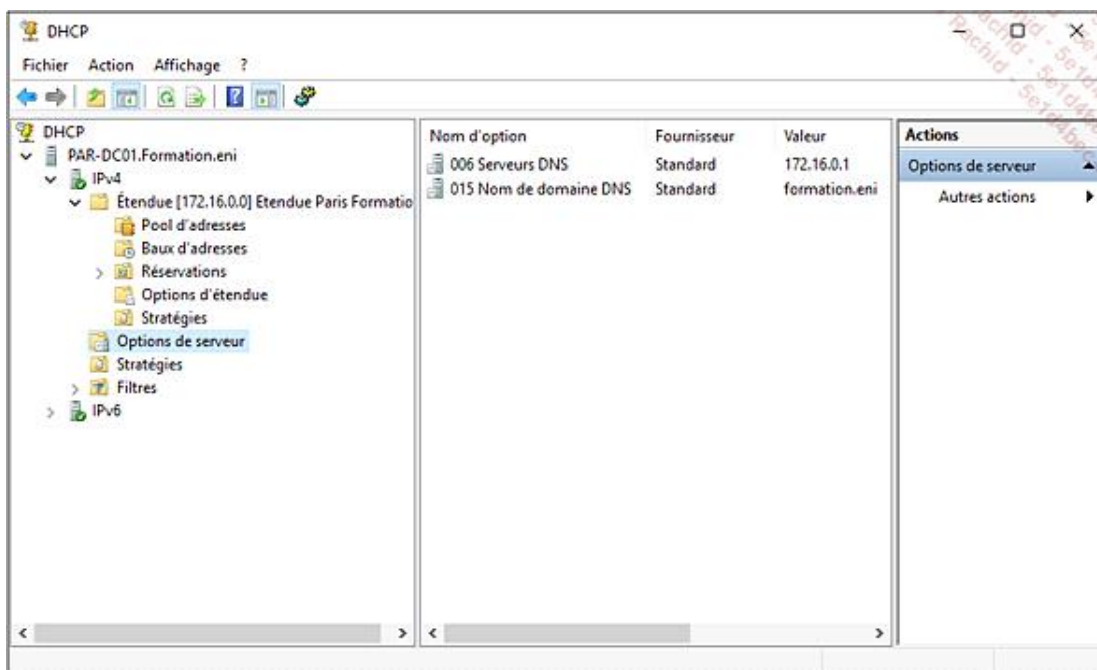 DHCP
Fichier Action Affichage ?
DHCP
PAR-DC01.Formation.eni
IPv4
Étendue [172.16.0.0] Etendue Paris Formatio
Pool d'adresses
Baux d'adresses
Réservations
Options d'étendue
Stratégies
Options de serveur
Stratégies
Filtres
IPv6
Nom d'option Fournisseur Valeur
006 Serveurs DNS Standard 172.16.0.1
015 Nom de domaine DNS Standard formation.eni
Actions
Options de serveur
Autres actions